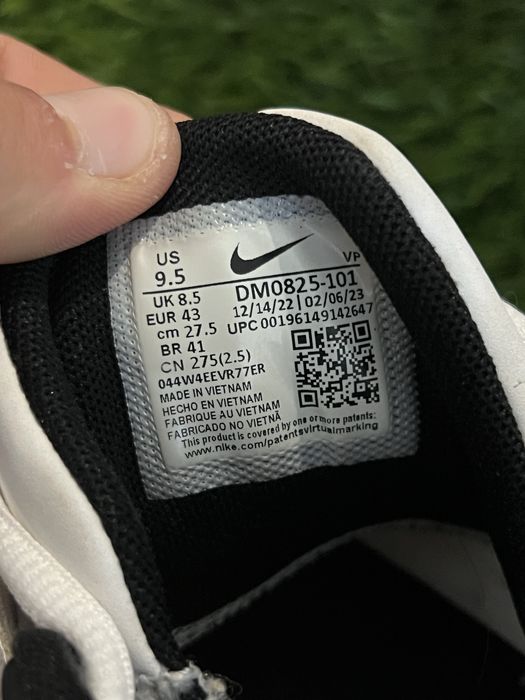 US
9.5
VP
UK 8.5
DM0825-101
EUR 43
12/14/22 | 02/06/23
cm 27.5
UPC 00196149142647
BR 41
CN 275(2.5)
044W4EEVR77ER
MADE IN VIETNAM
HECHO EN VIETNAM
FABRIQUE AU VIETNAM
FABRICADO NO VIETNÃ
This product is covered by one or more patents:
www.nike.com/patentsvirtualmarking